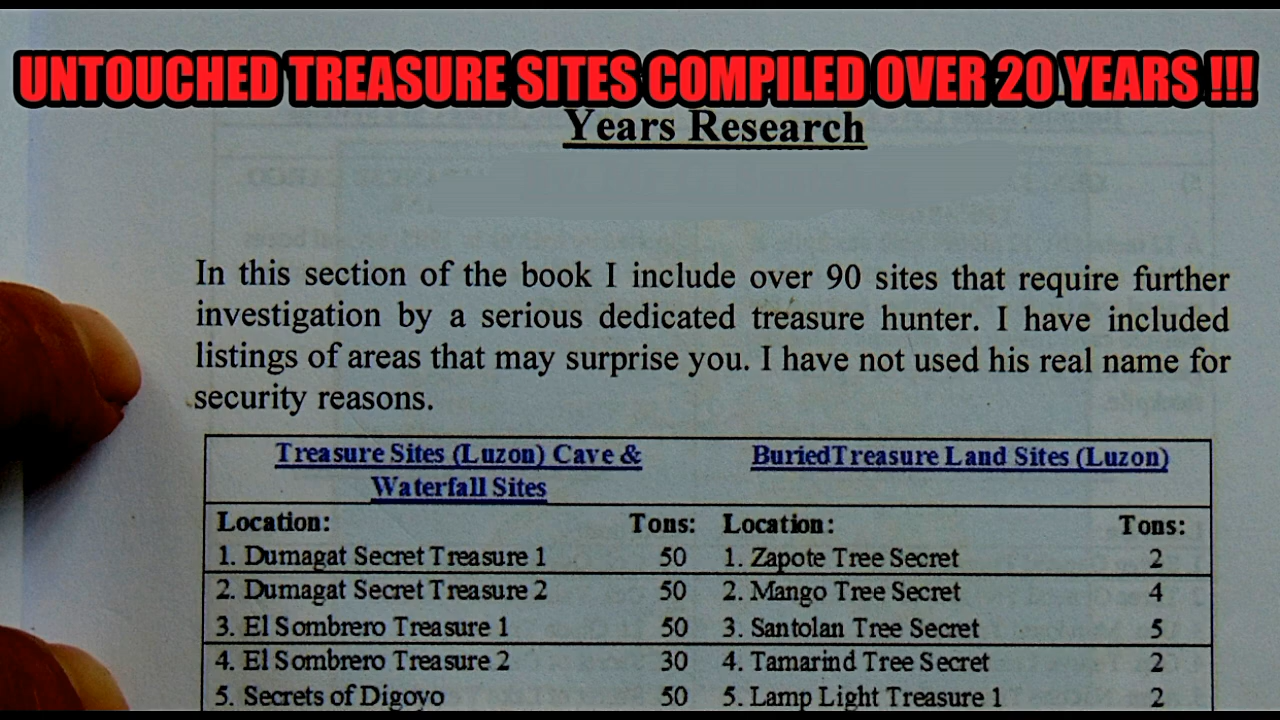 UNTOUCHED TREASURE SITES COMPILED OVER 20 YEARS !!!
Years Research
In this section of the book I include over 90 sites that require further
investigation by a serious dedicated treasure hunter. I have included
listings of areas that may surprise you. I have not used his real name for
security reasons.
Treasure Sites (Luzon) Cave & BuriedTreasure Land Sites (Luzon)
Waterfall Sites
Location: Tons: Location: Tons:
1. Dumagat Secret Treasure 1 50 1. Zapote Tree Secret 2
2. Dumagat Secret Treasure 2 50 2. Mango Tree Secret 4
3. El Sombrero Treasure 1 50 3. Santolan Tree Secret 5
4. El Sombrero Treasure 2 30 4. Tamarind Tree Secret 2
5. Secrets of Digoyo 50 5. Lamp Light Treasure 1 2